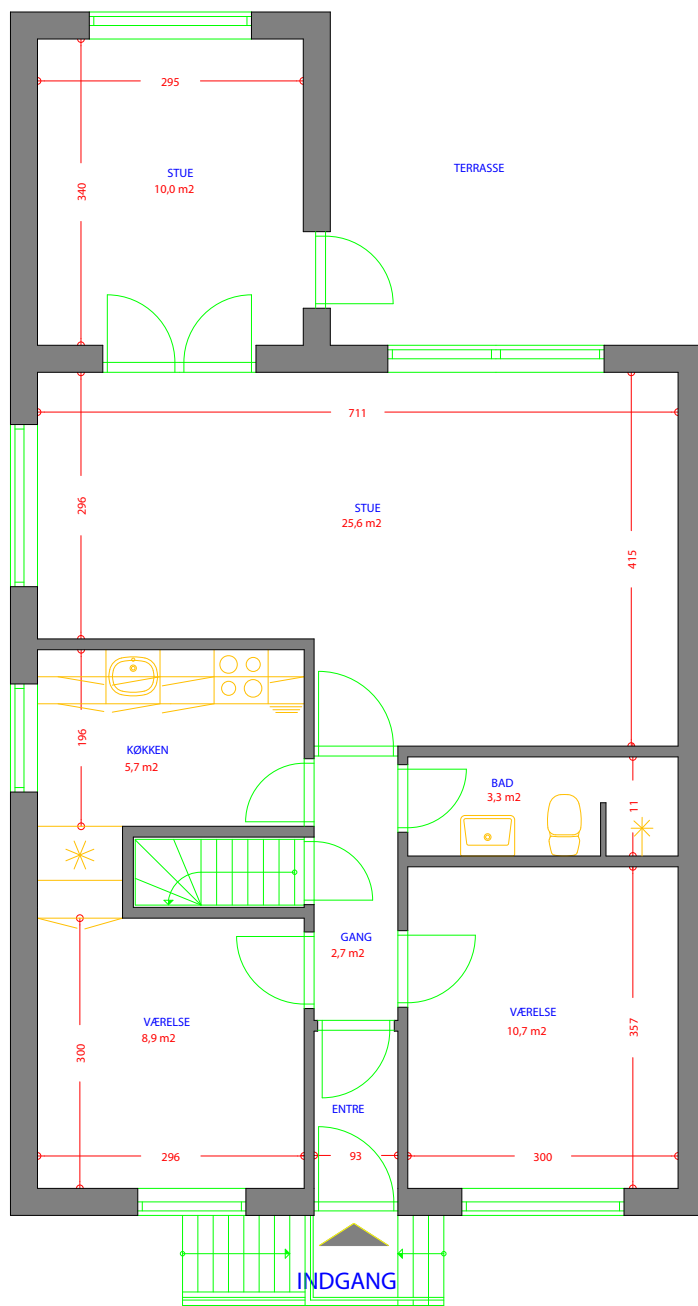 295
STUE
10,0 m2
340
TERRASSE
711
296
STUE
25,6 m2
415
196
KØKKEN
5,7 m2
BAD
3,3 m2
11
GANG
2,7 m2
VÆRELSE
8,9 m2
300
VÆRELSE
10,7 m2
357
ENTRE
296
93
300
INDGANG